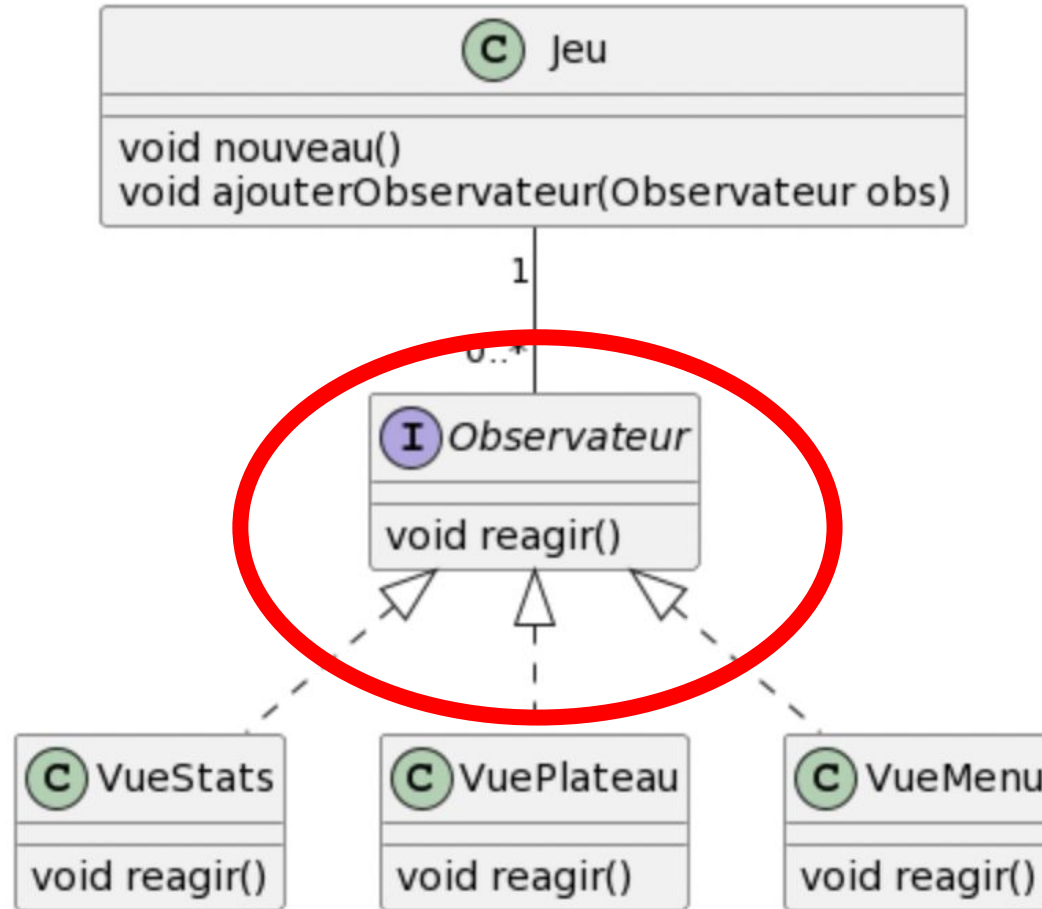 C Jeu
void nouveau()
void ajouterObservateur(Observateur obs)
1
0..*
I Observateur
void reagir()
C VueStats
C VuePlateau
C VueMenu
void reagir()
void reagir()
void reagir()